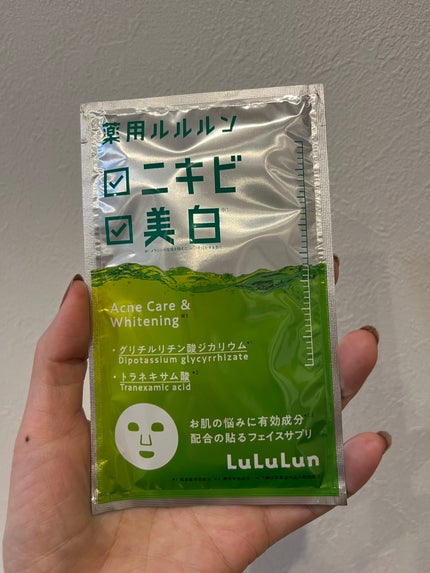 薬用ルルルン
ニキビ
美白
Acne Care &
Whitening
・グリチルリチン酸ジカリウム
Dipotassium glycyrrhizate
・トラネキサム酸
Tranexamic acid
お肌の悩みに有効成分
配合の貼るフェイスサプリ
LuLuLun